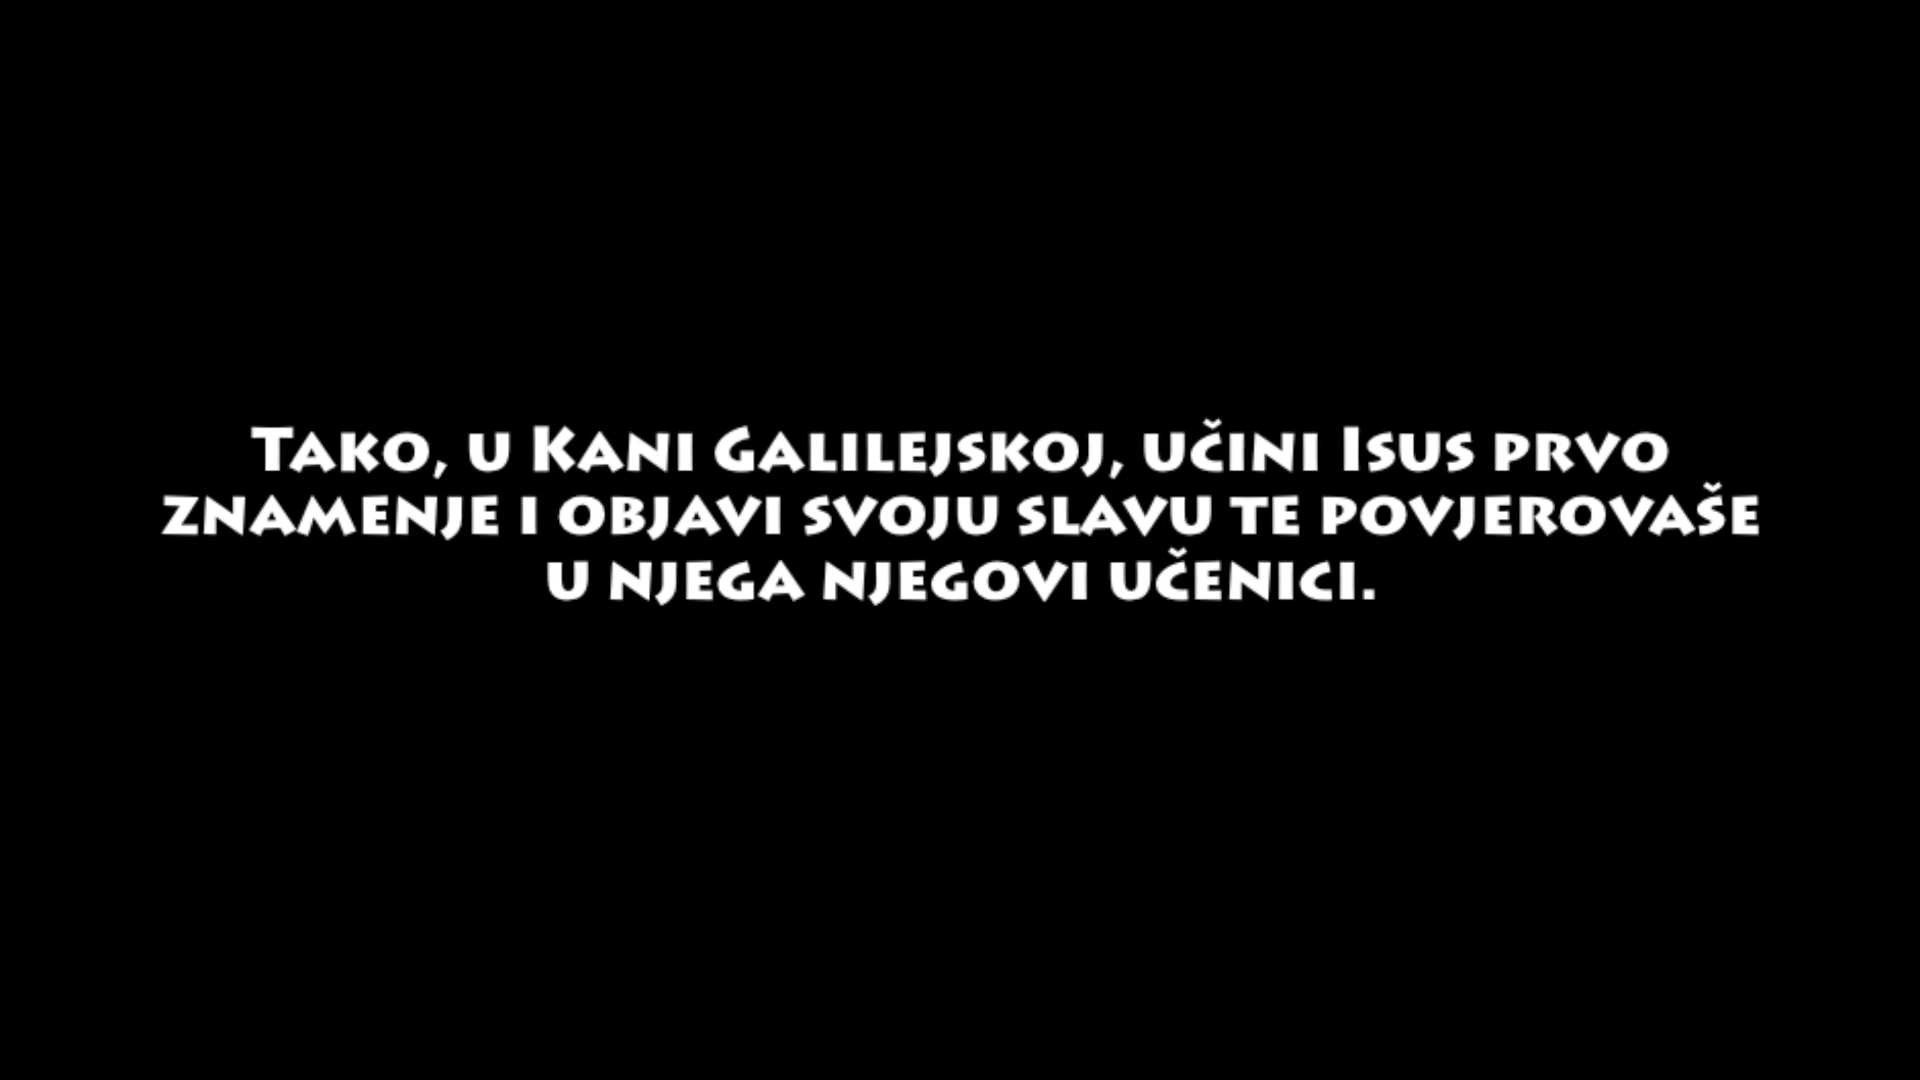 Tako, u Kani Galilejskoj, učini Isus prvo
znamenje i objavi svoju slavu te povjerovaše
u njega njegovi učenici.